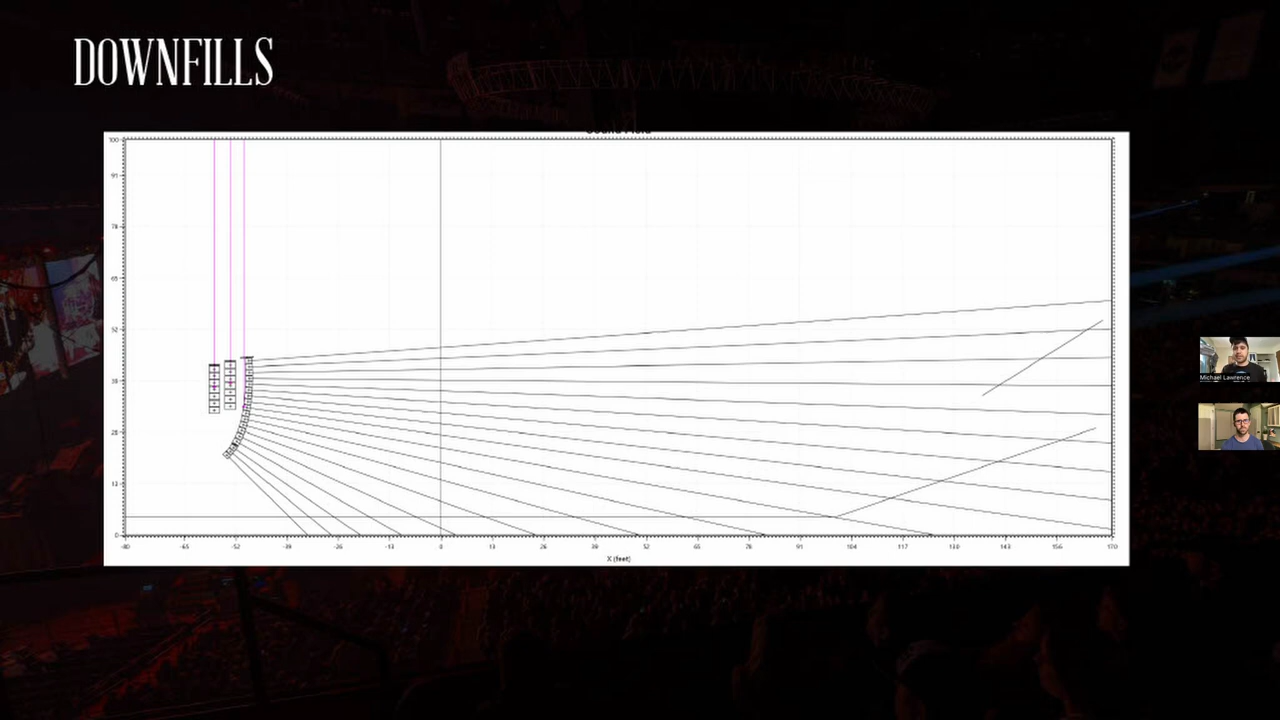 DOWNFILLS
100
91
78
65
52
39
26
13
0
-80 -65 -52 -39 -26 -13 0 13 26 39 52 65 78 91 104 117 130 143 156 170
X (feet)
Michael Lawrence